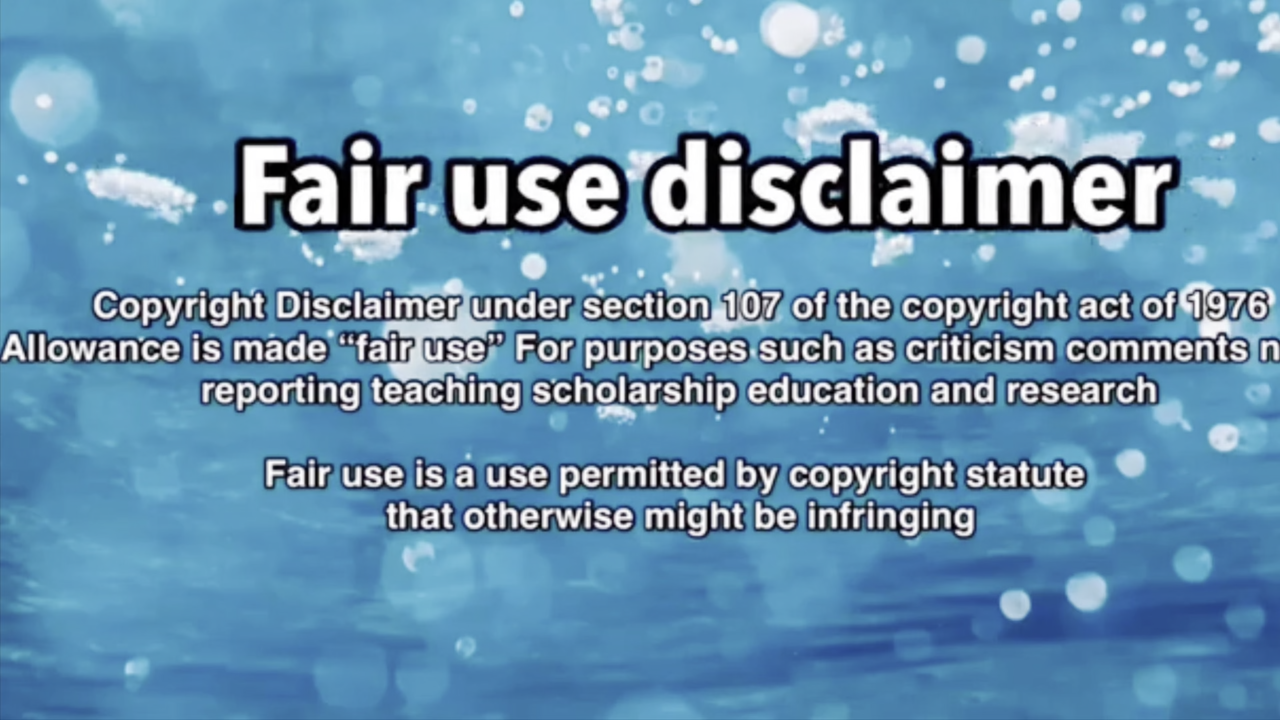 Fair use disclaimer
Copyright Disclaimer under section 107 of the copyright act of 1976
Allowance is made “fair use” For purposes such as criticism comments
reporting teaching scholarship education and research
Fair use is a use permitted by copyright statute
that otherwise might be infringing